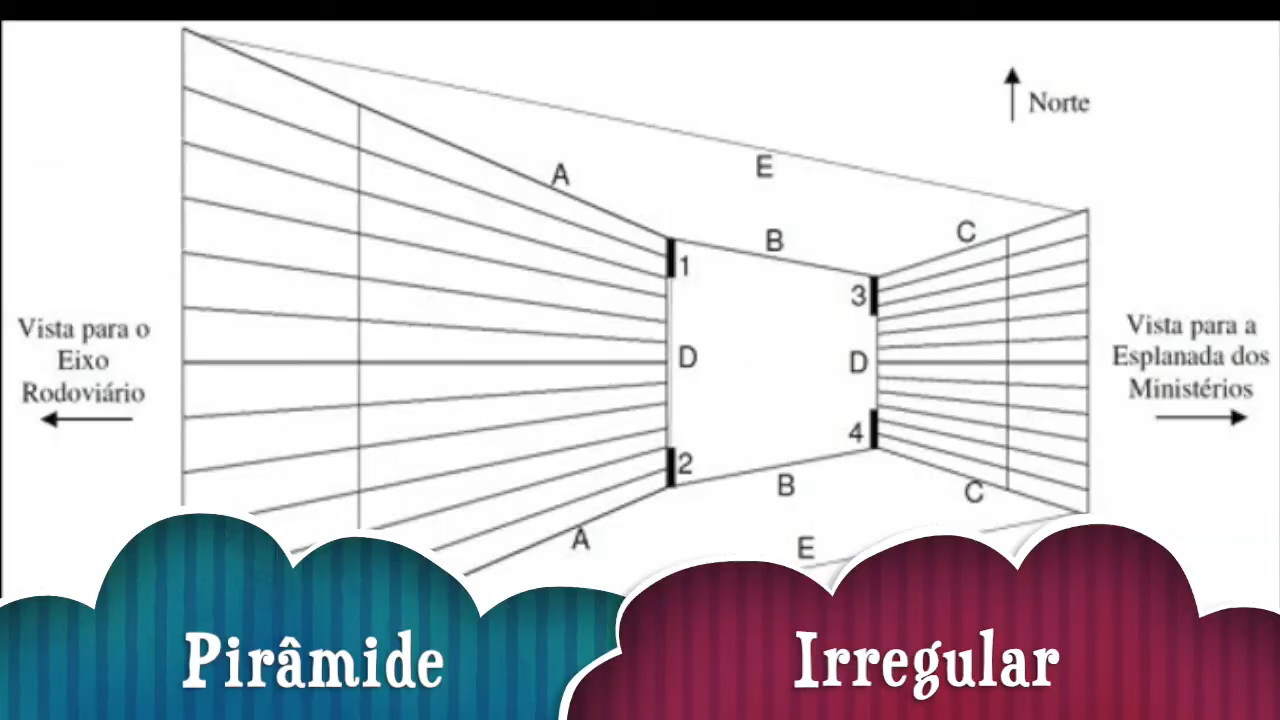 Norte
A
E
B
C
1
3
Vista para o
Eixo
Rodoviário
D
D
Vista para a
Esplanada dos
Ministérios
2
4
B
C
A
E
Pirâmide
Irregular